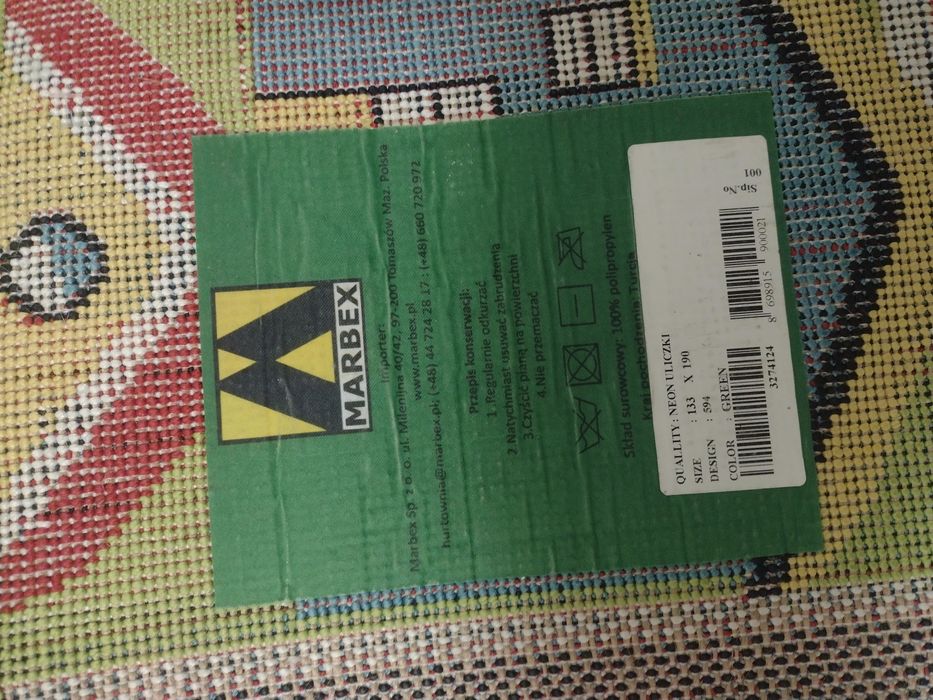 MARBEX
Importer:
Marbex Sp. z o. o. ul. Milenijna 40/42, 97-200 Tomaszów Maz. Polska
www.marbex.pl
hurtownia@marbex.pl; (+48) 44 724 28 17 ; (+48) 660 720 972
Przepis konserwacji:
1. Regularnie odkurzać
2.Natychmiast usuwac zabrudzenia
3.Czyścić pianą na powierzchni
4.Nie przemaczać
Skład surowcowy: 100% polipropylen
Kraj pochodzenia: Turcja
QUALLITY : NEON ULICZKI
SIZE : 133 X 190
DESIGN : 594
COLOR : GREEN
3274124
8 698915 900021
Sip.No
001